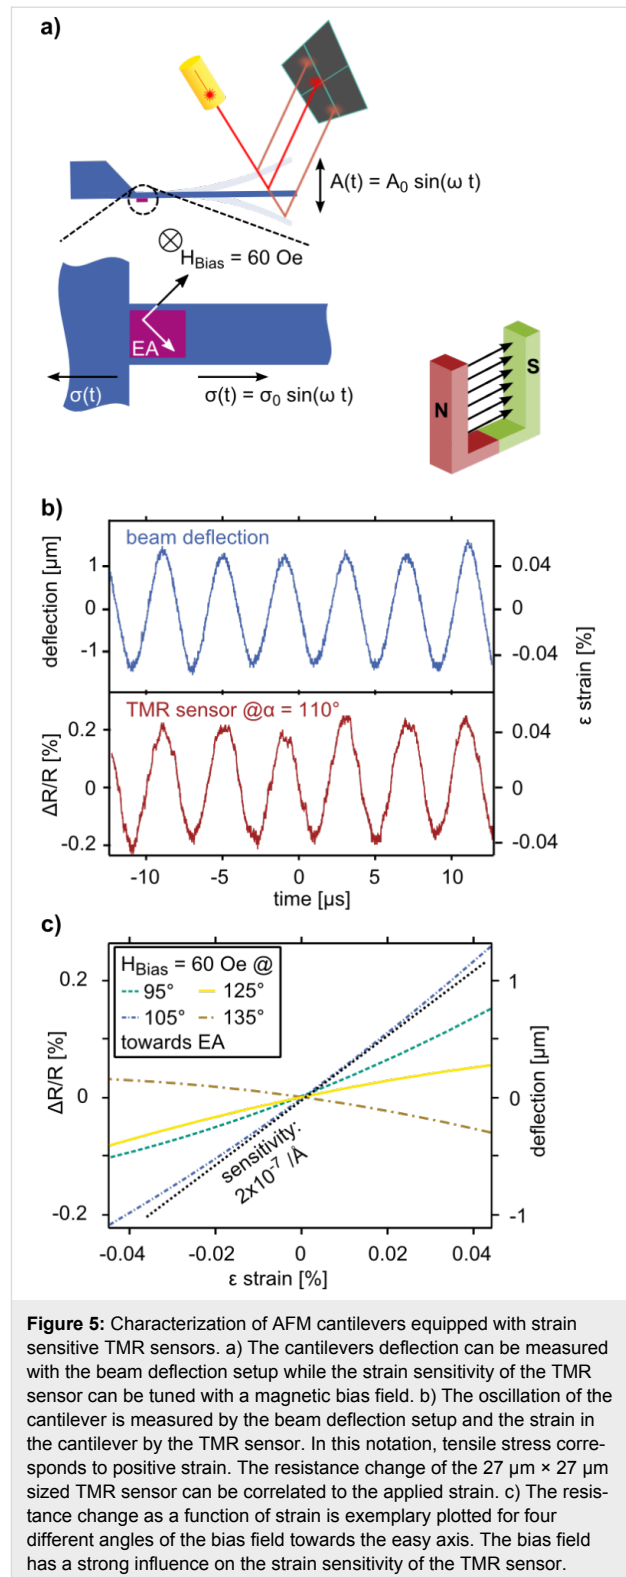 a)
A(t) = A₀ sin(ω t)
H_Bias = 60 Oe
EA
σ(t)
σ(t) = σ₀ sin(ω t)
N
S
b)
beam deflection
deflection [µm]
1
0
-1
0.04
0
-0.04
ε strain [%]
TMR sensor @α = 110°
ΔR/R [%]
0.2
0
-0.2
0.04
0
-0.04
-10
-5
0
5
10
time [µs]
c)
H_Bias = 60 Oe @
95°
125°
105°
135°
towards EA
ΔR/R [%]
0.2
0
-0.2
1
0
-1
deflection [µm]
sensitivity:
2x10⁻⁷ /Å
-0.04
-0.02
0
0.02
0.04
ε strain [%]
Figure 5: Characterization of AFM cantilevers equipped with strain
sensitive TMR sensors. a) The cantilevers deflection can be measured
with the beam deflection setup while the strain sensitivity of the TMR
sensor can be tuned with a magnetic bias field. b) The oscillation of the
cantilever is measured by the beam deflection setup and the strain in
the cantilever by the TMR sensor. In this notation, tensile stress corre-
sponds to positive strain. The resistance change of the 27 µm × 27 µm
sized TMR sensor can be correlated to the applied strain. c) The resis-
tance change as a function of strain is exemplary plotted for four
different angles of the bias field towards the easy axis. The bias field
has a strong influence on the strain sensitivity of the TMR sensor.